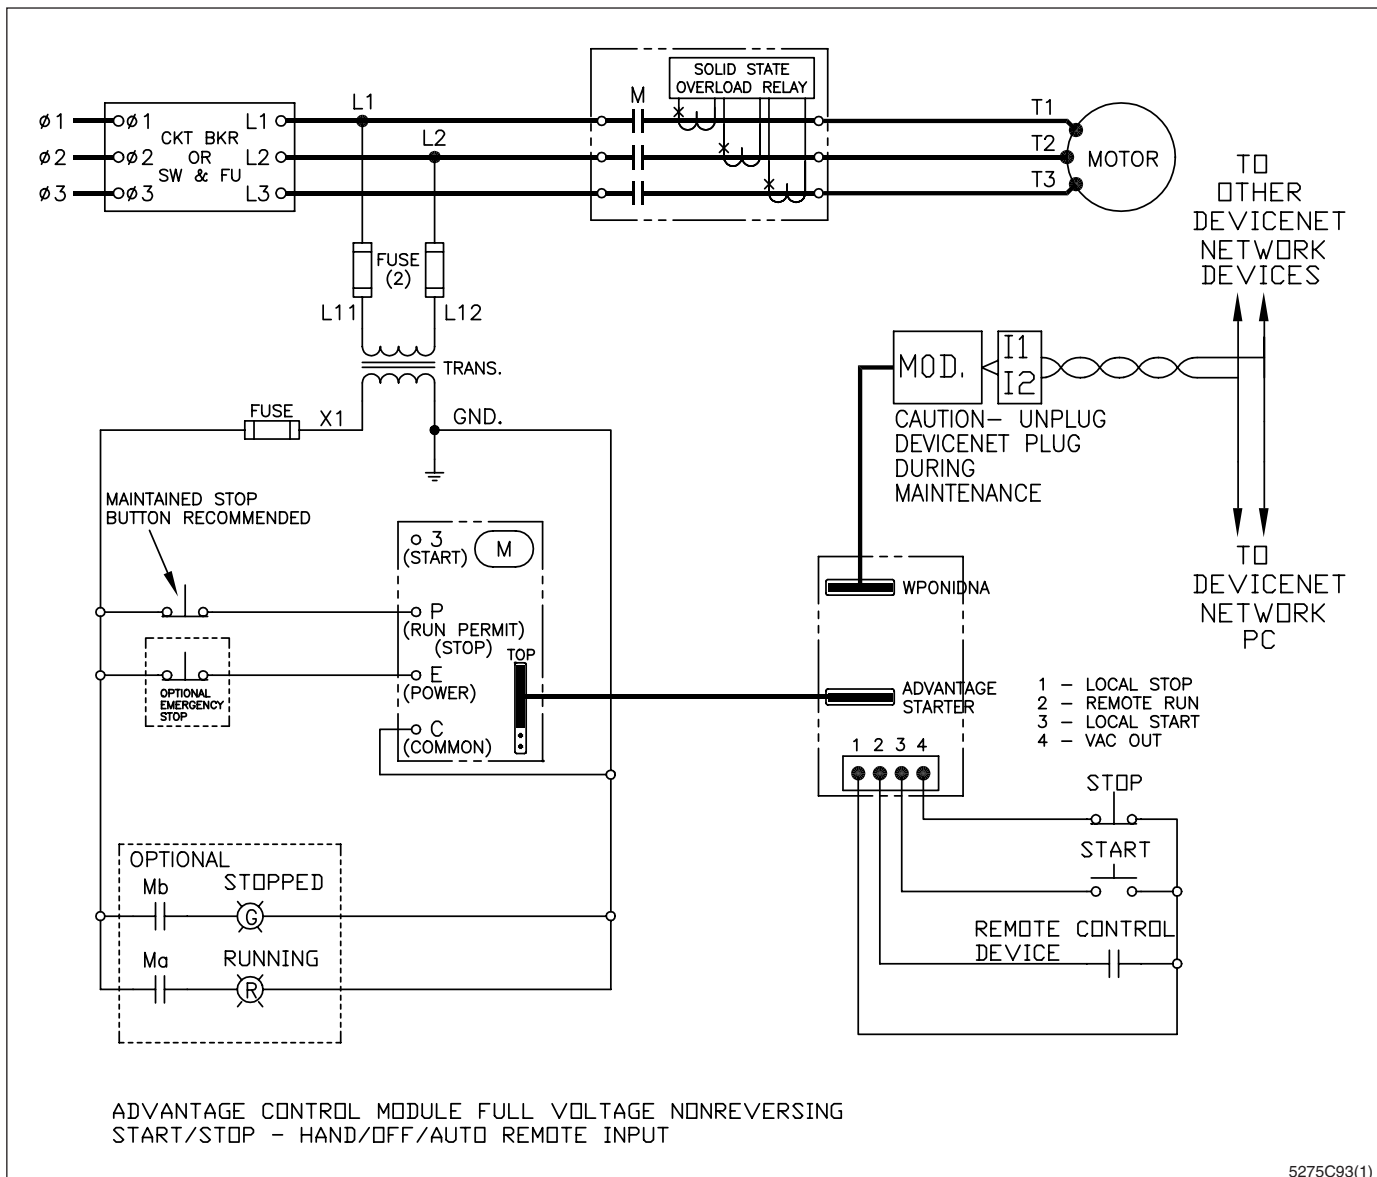 SOLID STATE
OVERLOAD RELAY
L1
M
T1
ø1 ø1 L1
CKT BKR
OR
SW & FU
L2
T2
ø2 ø2 L2
MOTOR
ø3 ø3 L3
T3
TO
OTHER
DEVICENET
NETWORK
DEVICES
FUSE
(2)
L11 L12
TRANS.
MOD.
I1
I2
FUSE
X1
GND.
CAUTION- UNPLUG
DEVICENET PLUG
DURING
MAINTENANCE
MAINTAINED STOP
BUTTON RECOMMENDED
3
(START)
M
TO
DEVICENET
NETWORK
PC
WPONIDNA
P
(RUN PERMIT)
(STOP)
TOP
E
(POWER)
OPTIONAL
EMERGENCY
STOP
ADVANTAGE
STARTER
1 - LOCAL STOP
2 - REMOTE RUN
3 - LOCAL START
4 - VAC OUT
C
(COMMON)
1 2 3 4
STOP
START
OPTIONAL
Mb
STOPPED
G
REMOTE CONTROL
DEVICE
Ma
RUNNING
R
ADVANTAGE CONTROL MODULE FULL VOLTAGE NONREVERSING
START/STOP - HAND/OFF/AUTO REMOTE INPUT
5275C93(1)